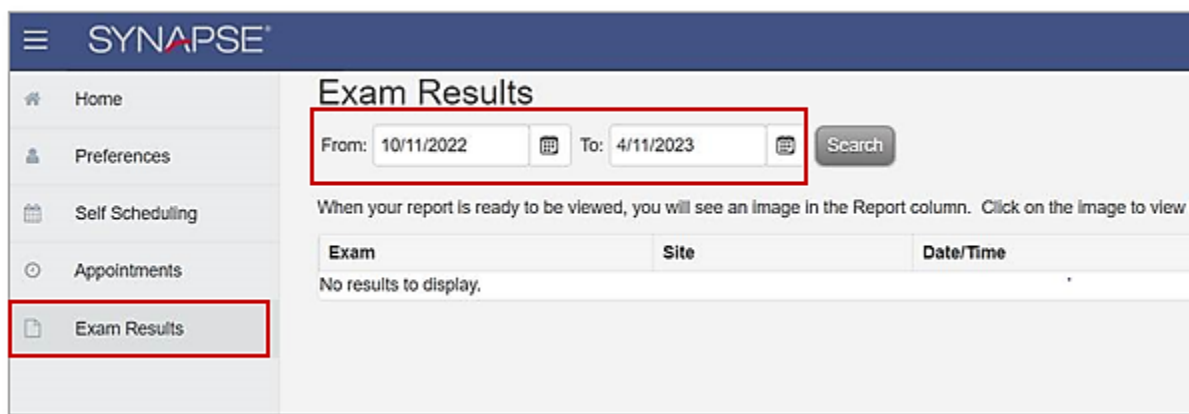 SYNAPSE®
Home
Preferences
Self Scheduling
Appointments
Exam Results
Exam Results
From: 10/11/2022 To: 4/11/2023 Search
When your report is ready to be viewed, you will see an image in the Report column. Click on the image to view
Exam Site Date/Time
No results to display.